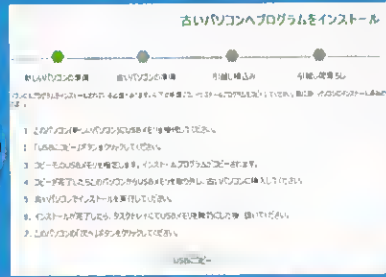 古いパソコンへプログラムをインストール
新しいパソコンの準備
古いパソコンの準備
引越し積込み
引越し荷降ろし
1. このパソコン(新しいパソコン)にUSBメモリを接続してください。
2. 「USBにコピー」ボタンをクリックしてください。
3. コピー先のUSBメモリを指定します。インストールプログラムがコピーされます。
4. コピーが完了したらこのパソコンからUSBメモリを取り外し、古いパソコンに挿入してください。
5. 古いパソコンでインストールを実行してください。
6. インストールが完了したら、タスクトレイにてUSBメモリを無効にした後
7. このパソコンの「次へ」ボタンをクリックしてください。
USBにコピー